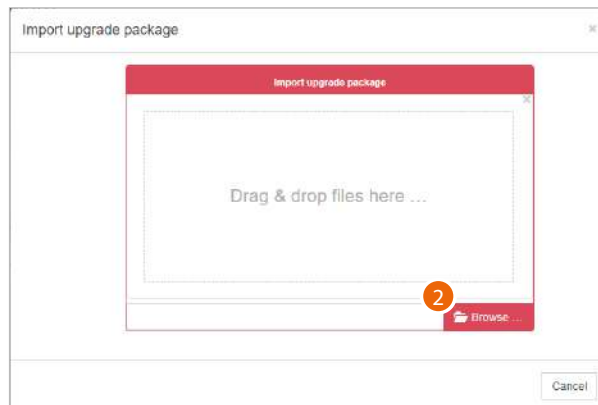 Import upgrade package
Import upgrade package
Drag & drop files here ...
2
Browse ...
Cancel